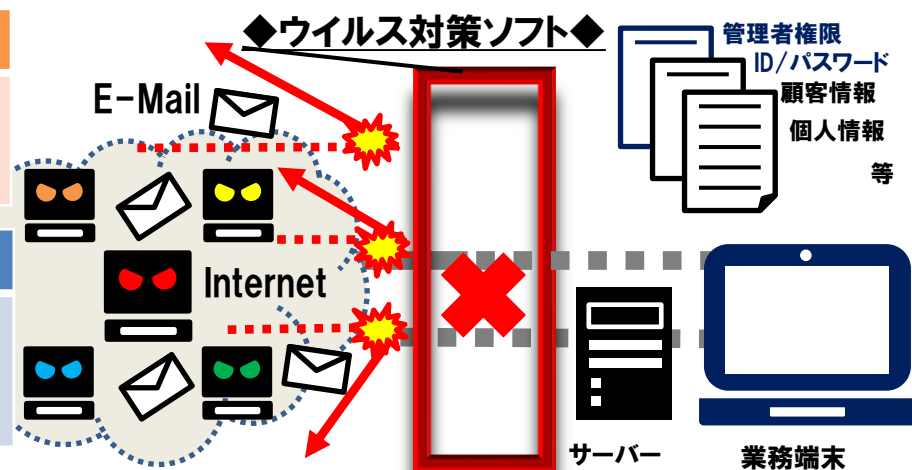 ◆ウイルス対策ソフト◆
管理者権限
ID/パスワード
顧客情報
個人情報
等
E-Mail
Internet
サーバー
業務端末